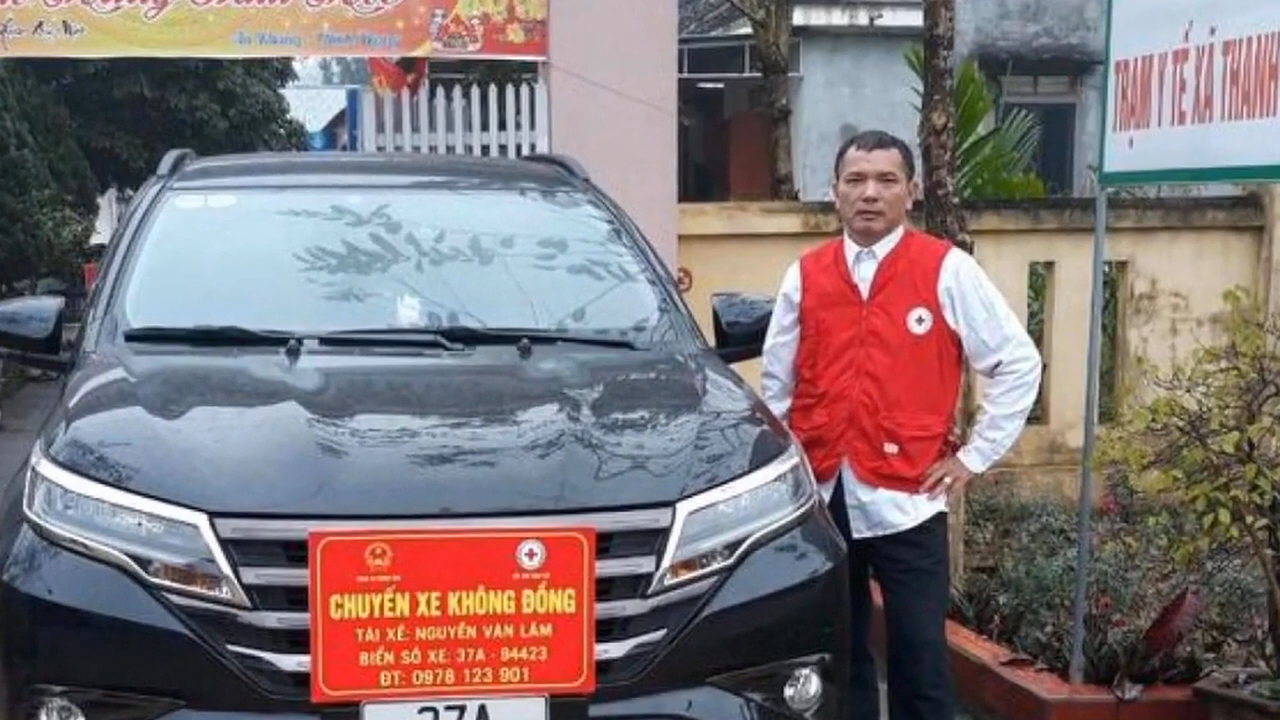 TRẠM Y TẾ XÃ THANH
CHUYẾN XE KHÔNG ĐỒNG
TÀI XẾ: NGUYỄN VĂN LÂM
BIỂN SỐ XE: 37A - 94423
ĐT: 0978 123 901
37A